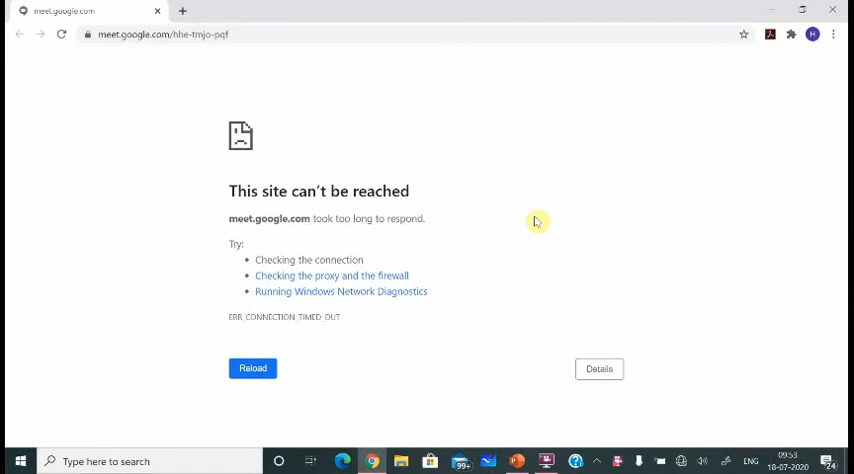 meet.google.com
meet.google.com/hhe-tmjo-pqf
H
This site can't be reached
meet.google.com took too long to respond.
Try:
Checking the connection
Checking the proxy and the firewall
Running Windows Network Diagnostics
ERR_CONNECTION_TIMED_OUT
Reload
Details
Type here to search
99+
ENG
09:53
18-07-2020
24